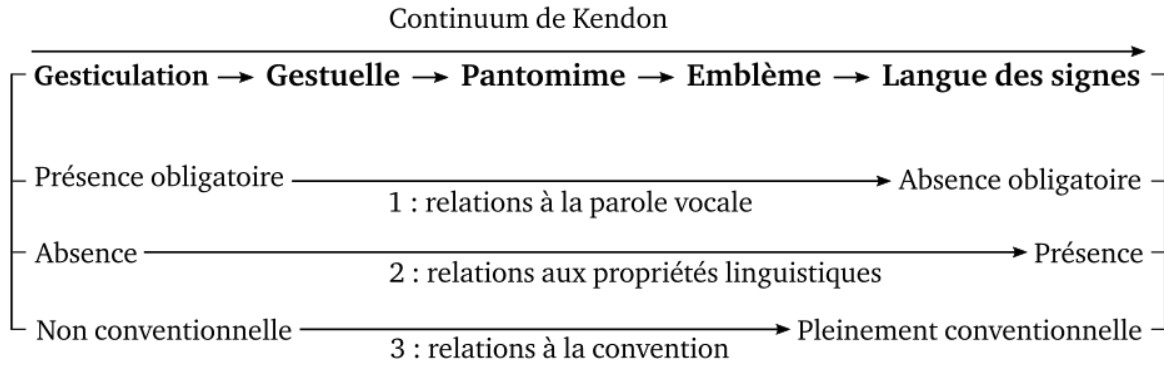 Continuum de Kendon
Gesticulation → Gestuelle → Pantomime → Emblème → Langue des signes
Présence obligatoire → Absence obligatoire
1 : relations à la parole vocale
Absence → Présence
2 : relations aux propriétés linguistiques
Non conventionnelle → Pleinement conventionnelle
3 : relations à la convention